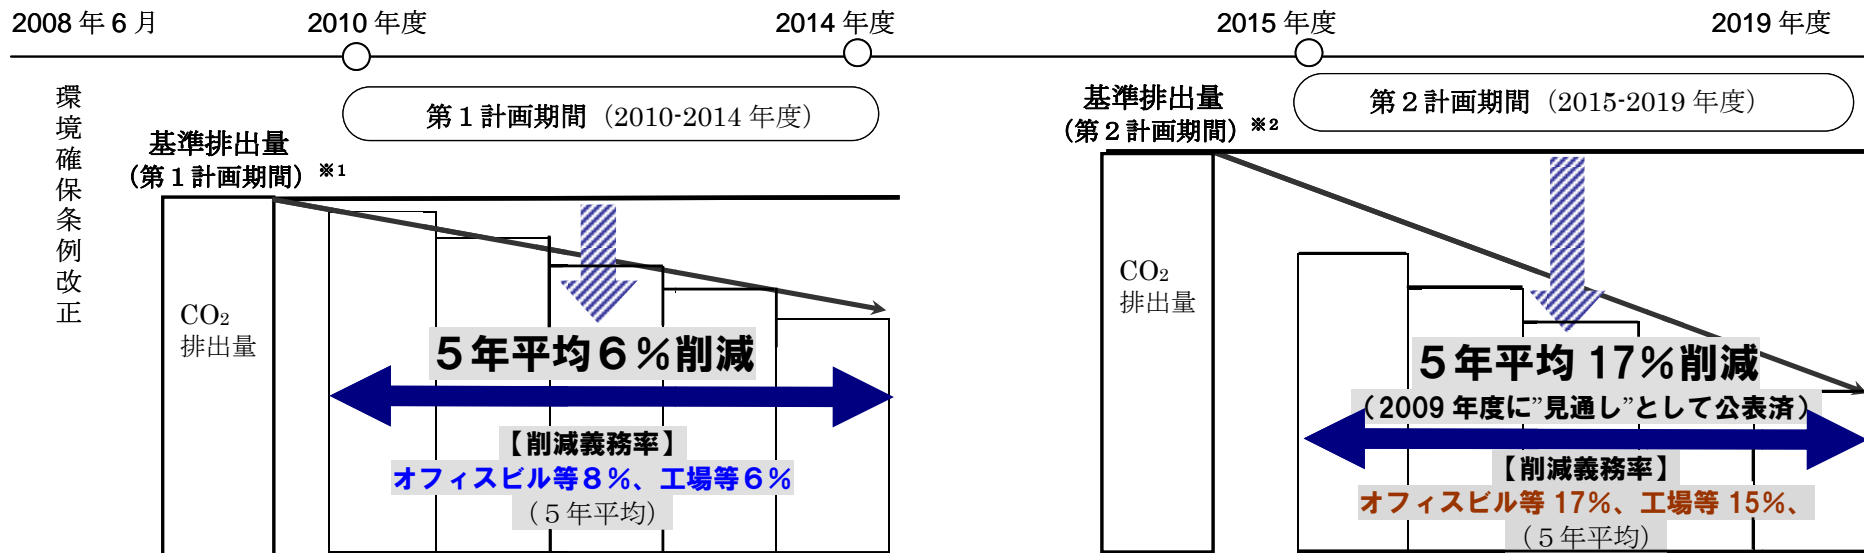 2008 年 6 月
2010 年度
2014 年度
2015 年度
2019 年度
環境確保条例改正
第１計画期間（2010-2014 年度）
基準排出量
（第１計画期間）※1
CO₂
排出量
５年平均６％削減
【削減義務率】
オフィスビル等８％、工場等６％
（５年平均）
基準排出量
（第２計画期間）※2
第２計画期間（2015-2019 年度）
CO₂
排出量
５年平均 17％削減
（2009 年度に”見通し”として公表済）
【削減義務率】
オフィスビル等 17％、工場等 15％、
（５年平均）